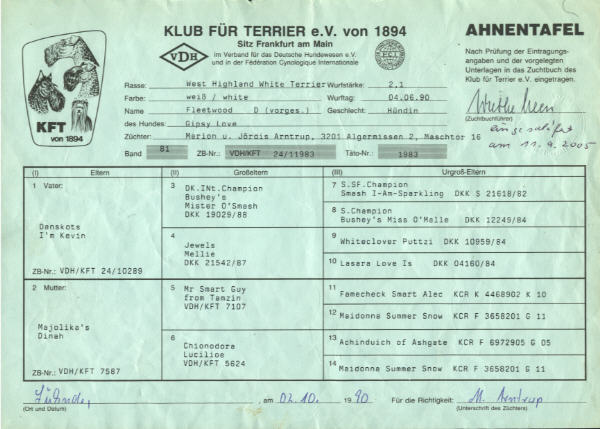 KLUB FÜR TERRIER e.V. von 1894
Sitz Frankfurt am Main
VDH
im Verband für das Deutsche Hundewesen e.V.
und in der Fédération Cynologique Internationale
FCI
AHNENTAFEL
Nach Prüfung der Eintragungs-
angaben und der vorgelegten
Unterlagen in das Zuchtbuch des
Klub für Terrier e.V. eingetragen.
(Zuchtbuchführer)
am 11.9.2005
KFT
von 1894
Rasse: West Highland White Terrier Wurfstärke: 2,1
Farbe: weiß / white Wurftag: 04.06.90
Name Fleetwood D (vorges.) Geschlecht: Hündin
des Hundes: Gipsy Love
Züchter: Marion u. Jörgis Arntrup, 3201 Algermissen 2, Maschtor 16
Band 81 ZB-Nr.: VDH/KFT 24/11983 Täto-Nr.: 1983
(I) Eltern (II) Großeltern (III) Urgroß-Eltern
1 Vater:
Danskots
I'm Kevin
ZB-Nr.: VDH/KFT 24/10289
2 Mutter:
Majolika's
Dinah
ZB-Nr.: VDH/KFT 7587
3 DK.INt.Champion
Bushey's
Mister O'Smash
DKK 19029/88
4
Jewels
Mellie
DKK 21542/87
5 Mr Smart Guy
from Tamzin
VDH/KFT 7107
6
Chionodora
Lucilioe
VDH/KFT 5624
7 S.SF.Champion
Smash I-Am-Sparkling DKK S 21618/82
8 S.Champion
Bushey's Miss O'Malle DKK 12249/84
9 Whiteclover Puttzi DKK 10959/84
10 Lasara Love Is DKK 04160/84
11 Famecheck Smart Alec KCR K 4468902 K 10
12 Maidonna Summer Snow KCR F 3658201 G 11
13 Achinduich of Ashgate KCR F 6972905 G 05
14 Maidonna Summer Snow KCR F 3658201 G 11
, am 02.10. 1990 Für die Richtigkeit: M. Arntrup
(Ort und Datum) (Unterschrift des Züchters)